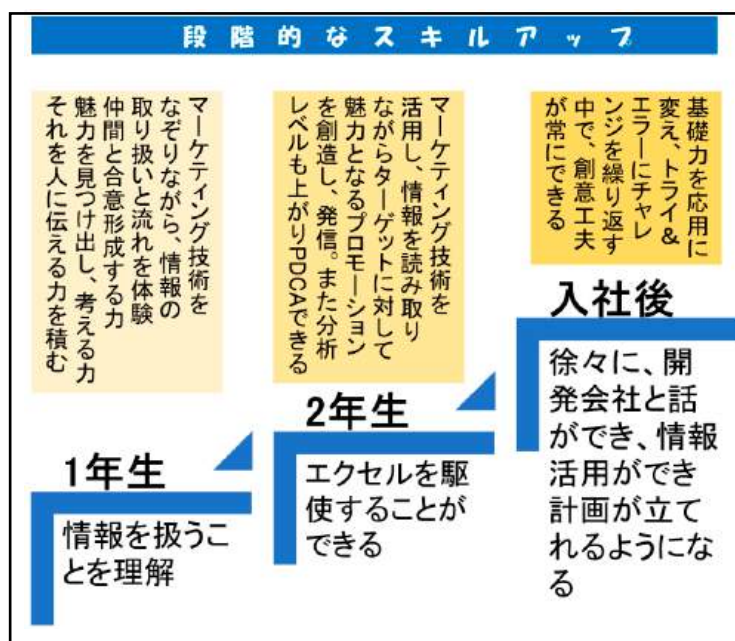 段階的なスキルアップ
マーケティング技術を
なぞりながら、情報の
取り扱いと流れを体験
仲間と合意形成する力
魅力を見つけ出し、考える力
それを人に伝える力を積む
1年生
情報を扱うこ
とを理解
マーケティング技術を
活用し、情報を読み取り
ながらターゲットに対して
魅力となるプロモーション
を創造し、発信。また分析
レベルも上がりPDCAできる
2年生
エクセルを駆
使することが
できる
基礎力を応用に
変え、トライ&
エラーにチャレ
ンジを繰り返す
中で、創意工夫
が常にできる
入社後
徐々に、開
発会社と話
ができ、情報
活用ができ
計画が立て
れるようにな
る